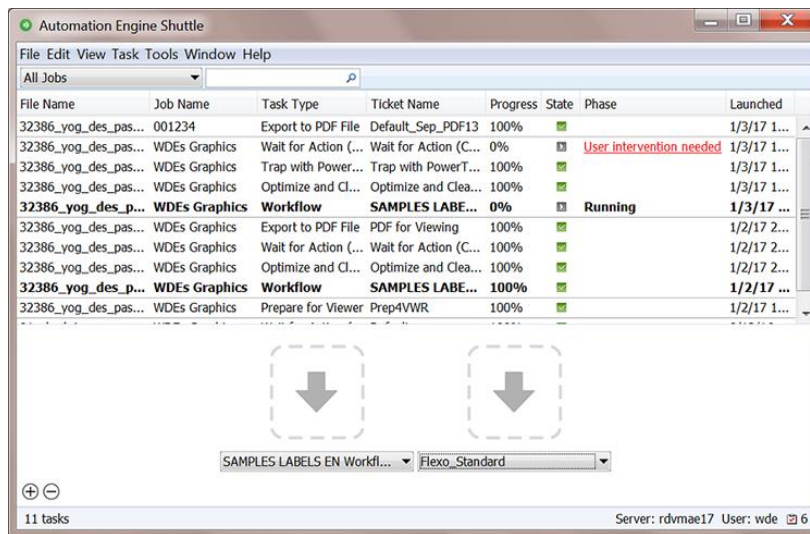 Automation Engine Shuttle
File Edit View Task Tools Window Help
All Jobs
File Name Job Name Task Type Ticket Name Progress State Phase Launched
32386_yog_des_pas... 001234 Export to PDF File Default_Sep_PDF13 100% 1/3/17 1...
32386_yog_des_pas... WDEs Graphics Wait for Action (... Wait for Action (C... 0% User intervention needed 1/3/17 1...
32386_yog_des_pas... WDEs Graphics Trap with Power... Trap with PowerT... 100% 1/3/17 1...
32386_yog_des_pas... WDEs Graphics Optimize and Cl... Optimize and Clea... 100% 1/3/17 1...
32386_yog_des_p... WDEs Graphics Workflow SAMPLES LABE... 0% Running 1/3/17 ...
32386_yog_des_pas... WDEs Graphics Export to PDF File PDF for Viewing 100% 1/2/17 2...
32386_yog_des_pas... WDEs Graphics Wait for Action (... Wait for Action (C... 100% 1/2/17 2...
32386_yog_des_pas... WDEs Graphics Optimize and Cl... Optimize and Clea... 100% 1/2/17 2...
32386_yog_des_p... WDEs Graphics Workflow SAMPLES LABE... 100% 1/2/17 ...
32386_yog_des_pas... WDEs Graphics Prepare for Viewer Prep4VWR 100% 1/2/17 1...
SAMPLES LABELS EN Workfl... Flexo_Standard
11 tasks Server: rdvmae17 User: wde 6